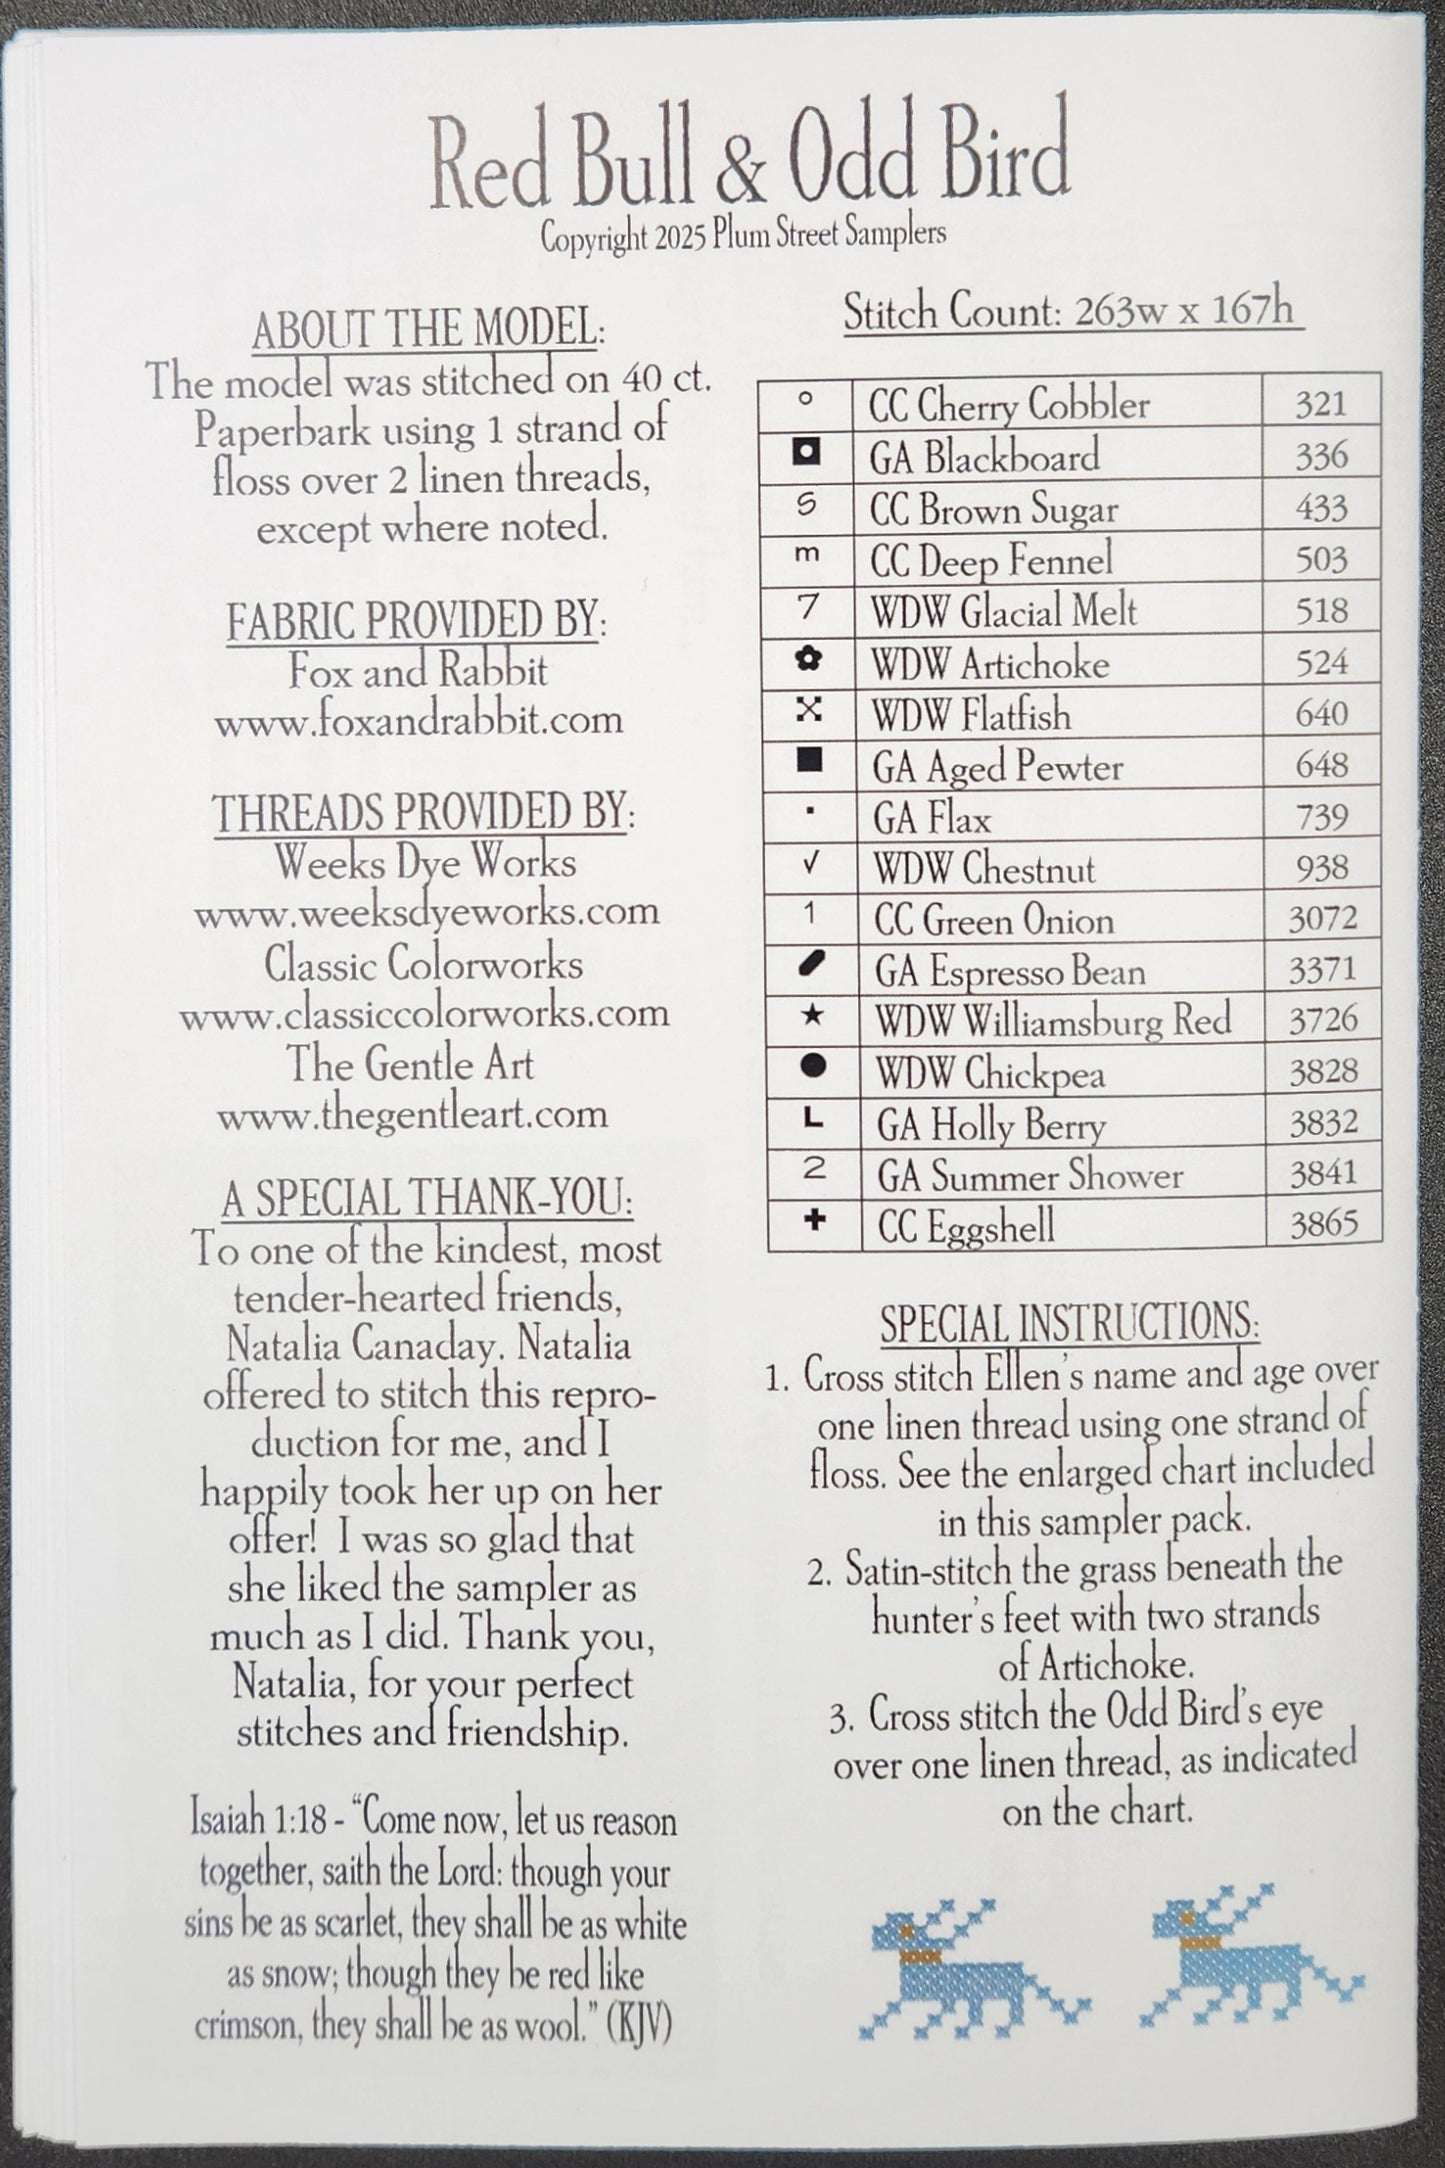 Red Bull & Odd Bird
Copyright 2025 Plum Street Samplers
ABOUT THE MODEL:
The model was stitched on 40 ct.
Paperbark using 1 strand of
floss over 2 linen threads,
except where noted.
FABRIC PROVIDED BY:
Fox and Rabbit
www.foxandrabbit.com
THREADS PROVIDED BY:
Weeks Dye Works
www.weeksdyeworks.com
Classic Colorworks
www.classiccolorworks.com
The Gentle Art
www.thegentleart.com
A SPECIAL THANK-YOU:
To one of the kindest, most
tender-hearted friends,
Natalia Canaday. Natalia
offered to stitch this repro-
duction for me, and I
happily took her up on her
offer! I was so glad that
she liked the sampler as
much as I did. Thank you,
Natalia, for your perfect
stitches and friendship.
Isaiah 1:18 - "Come now, let us reason
together, saith the Lord: though your
sins be as scarlet, they shall be as white
as snow; though they be red like
crimson, they shall be as wool." (KJV)
Stitch Count: 263w x 167h
CC Cherry Cobbler 321
GA Blackboard 336
S CC Brown Sugar 433
m CC Deep Fennel 503
7 WDW Glacial Melt 518
WDW Artichoke 524
WDW Flatfish 640
■ GA Aged Pewter 648
▪ GA Flax 739
√ WDW Chestnut 938
1 CC Green Onion 3072
GA Espresso Bean 3371
★ WDW Williamsburg Red 3726
● WDW Chickpea 3828
L GA Holly Berry 3832
2 GA Summer Shower 3841
✚ CC Eggshell 3865
SPECIAL INSTRUCTIONS:
1. Cross stitch Ellen's name and age over
one linen thread using one strand of
floss. See the enlarged chart included
in this sampler pack.
2. Satin-stitch the grass beneath the
hunter's feet with two strands
of Artichoke.
3. Cross stitch the Odd Bird's eye
over one linen thread, as indicated
on the chart.